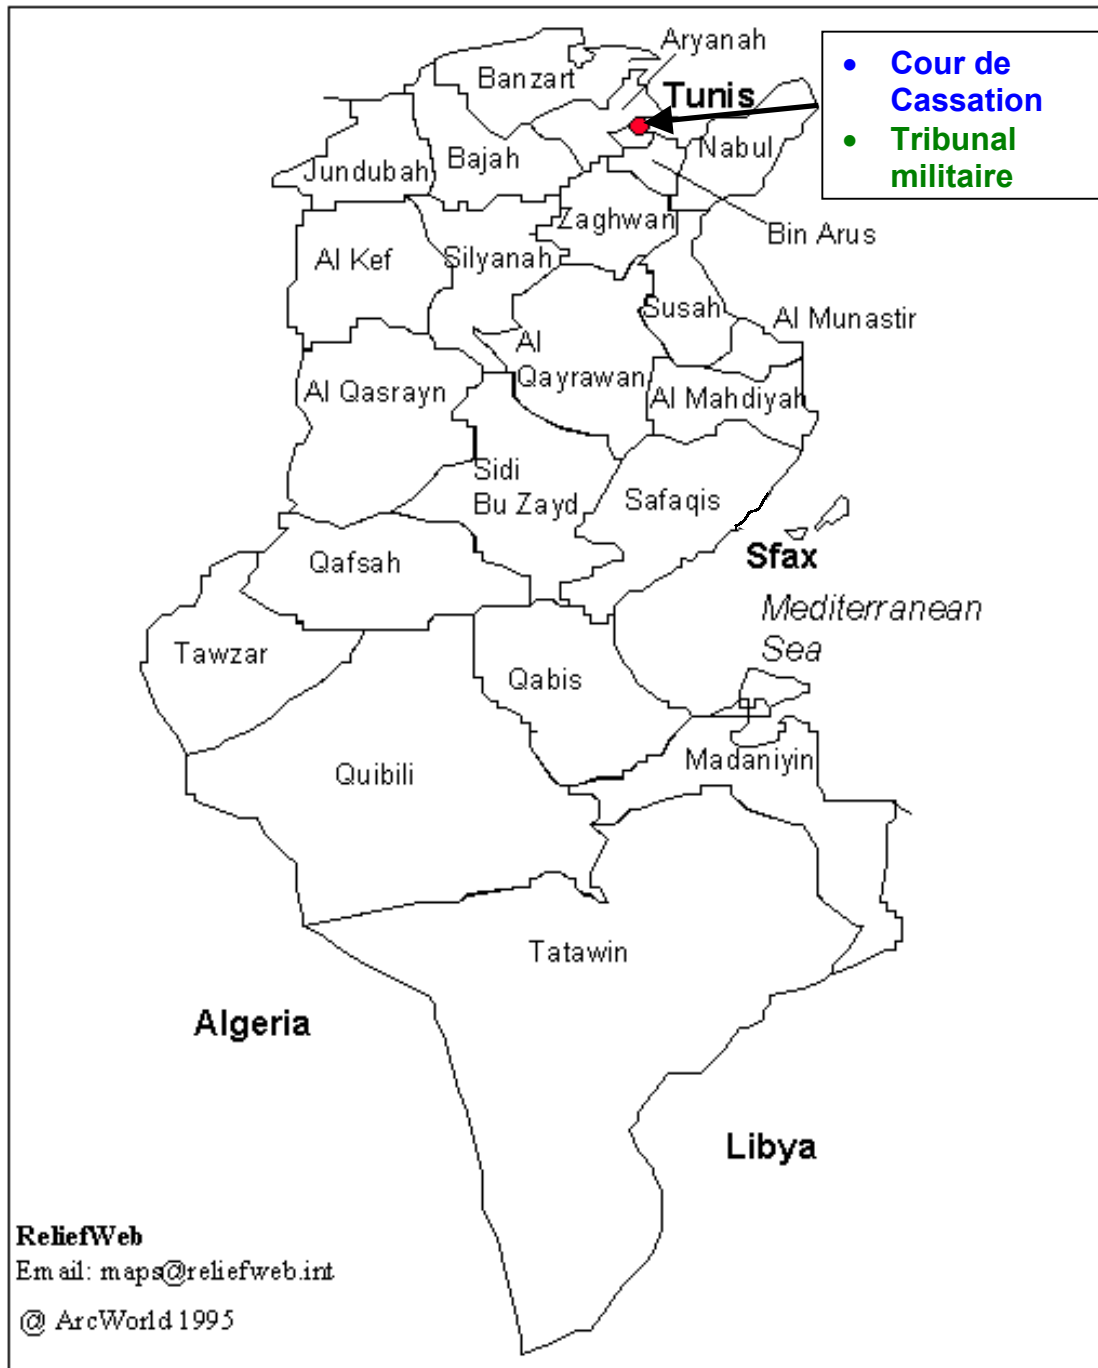 Aryanah
• Cour de
Cassation
• Tribunal
militaire
Banzart
Tunis
Nabul
Jundubah
Bajah
Zaghwan
Bin Arus
Al Kef
Silyanah
Susah
Al Munastir
Al
Qayrawan
Al Qasrayn
Al Mahdiyah
Sidi
Bu Zayd
Safaqis
Sfax
Qafsah
Mediterranean
Sea
Tawzar
Qabis
Madaniyin
Quibili
Tatawin
Algeria
Libya
ReliefWeb
Email: maps@reliefweb.int
@ ArcWorld 1995